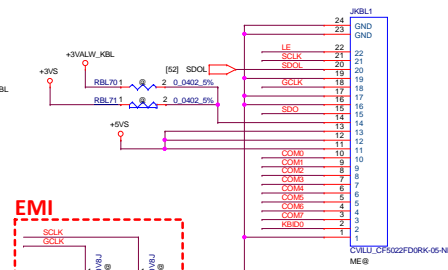 JKBL1
24 GND
23 GND
+3VALW_KBL
+3VS
KBL
LE 22 22
SCLK 21 21
[52] SDOL SDOL 20 20
19 19
RBL70 1 @ 2 0_0402_5% GCLK 18 18
17 17
RBL71 1 @ 2 0_0402_5% 16 16
SDO 15 15
14 14
+5VS 13 13
12 12
11 11
COM0 10 10
COM1 9 9
COM2 8 8
COM3 7 7
COM4 6 6
COM5 5 5
COM6 4 4
COM7 3 3
KBID0 2 2
1 1
EMI
SCLK
GCLK
CVILU_CF5022FD0RK-05-N
ME@
V8J
@
V8J
@